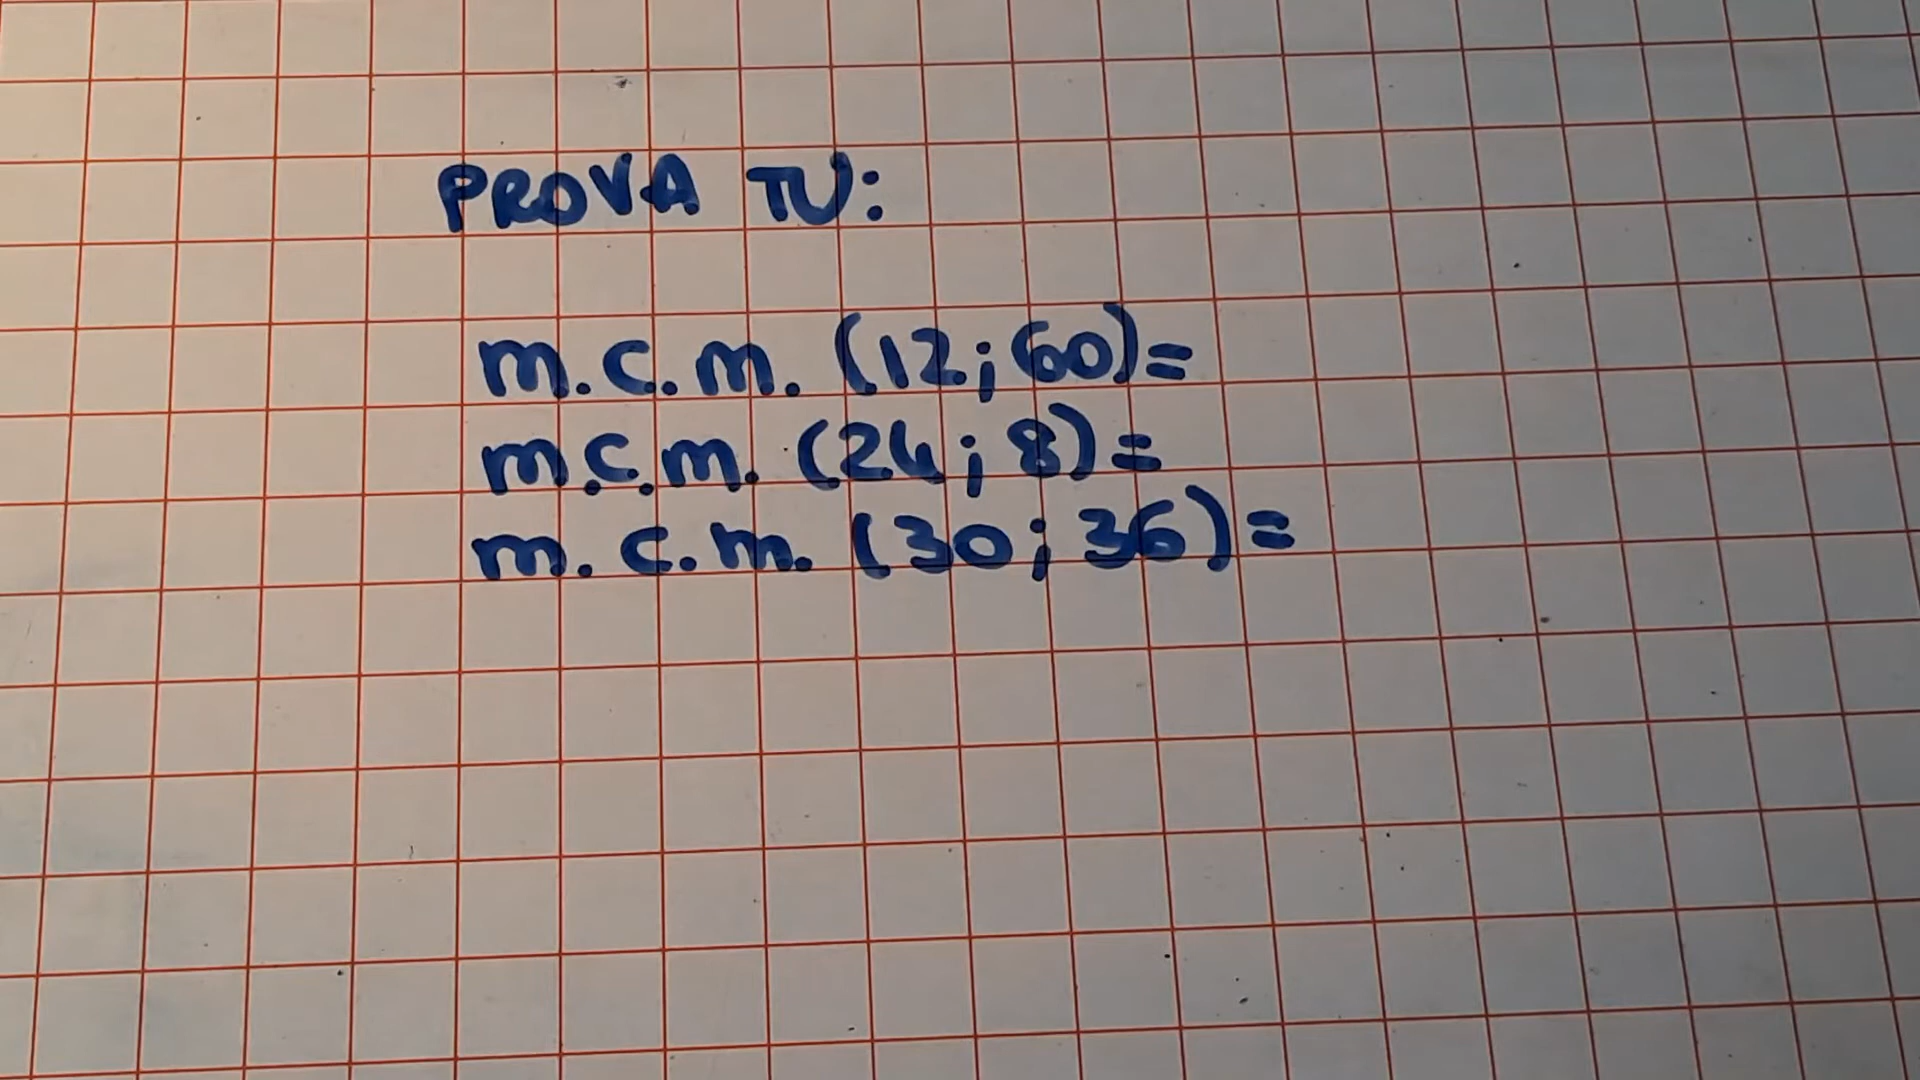 PROVA TU:
m.c.m. (12; 60)=
m.c.m. (24; 8)=
m.c.m. (30; 36)=